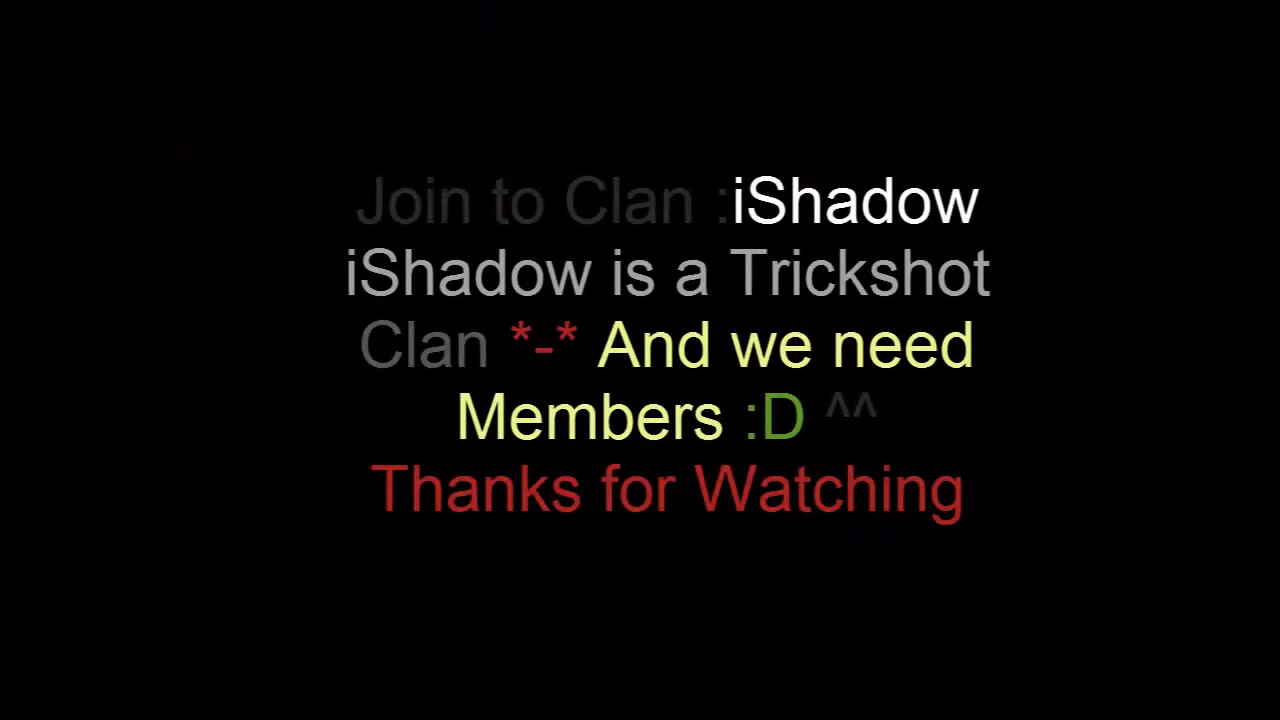 Join to Clan :iShadow
iShadow is a Trickshot
Clan *-* And we need
Members :D ^^
Thanks for Watching